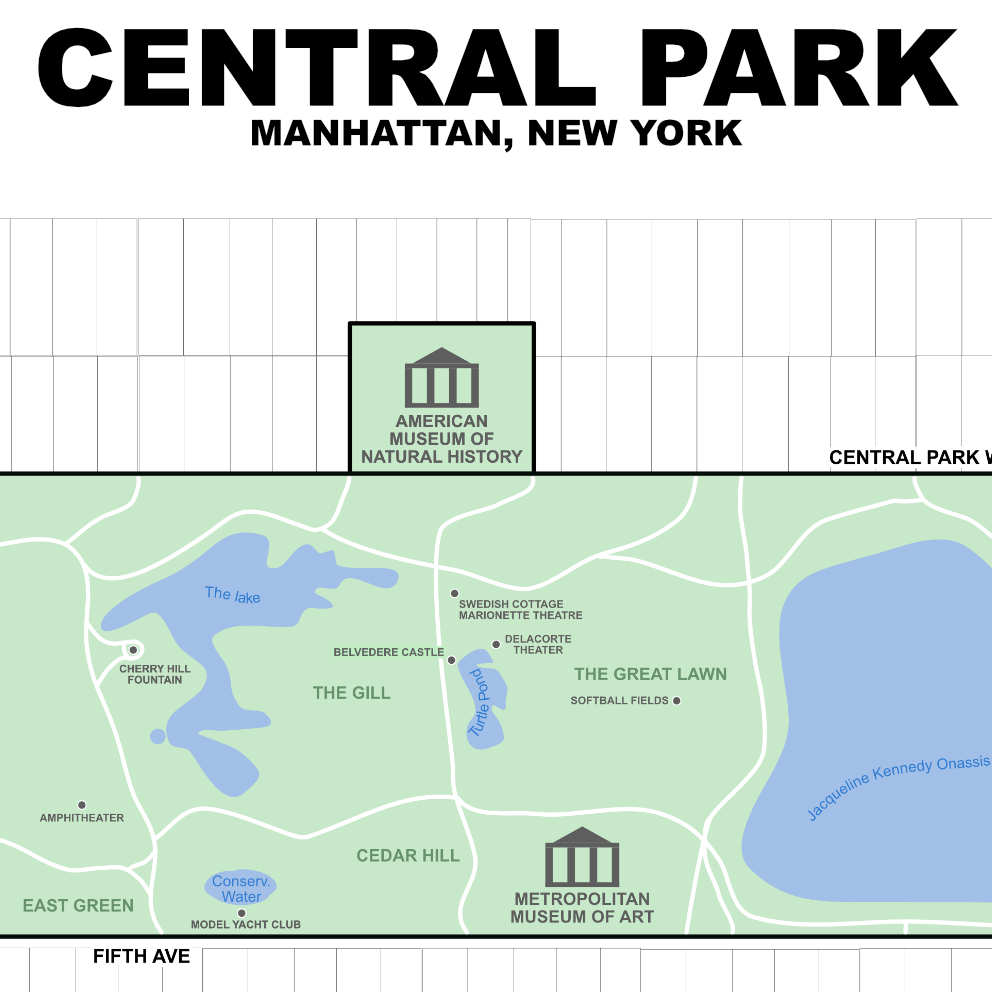 CENTRAL PARK
MANHATTAN, NEW YORK
AMERICAN
MUSEUM OF
NATURAL HISTORY
CENTRAL PARK W
The lake
SWEDISH COTTAGE
MARIONETTE THEATRE
DELACORTE
THEATER
BELVEDERE CASTLE
CHERRY HILL
FOUNTAIN
THE GILL
Turtle Pond
THE GREAT LAWN
SOFTBALL FIELDS
Jacqueline Kennedy Onassis
AMPHITHEATER
CEDAR HILL
Conserv.
Water
MODEL YACHT CLUB
EAST GREEN
METROPOLITAN
MUSEUM OF ART
FIFTH AVE